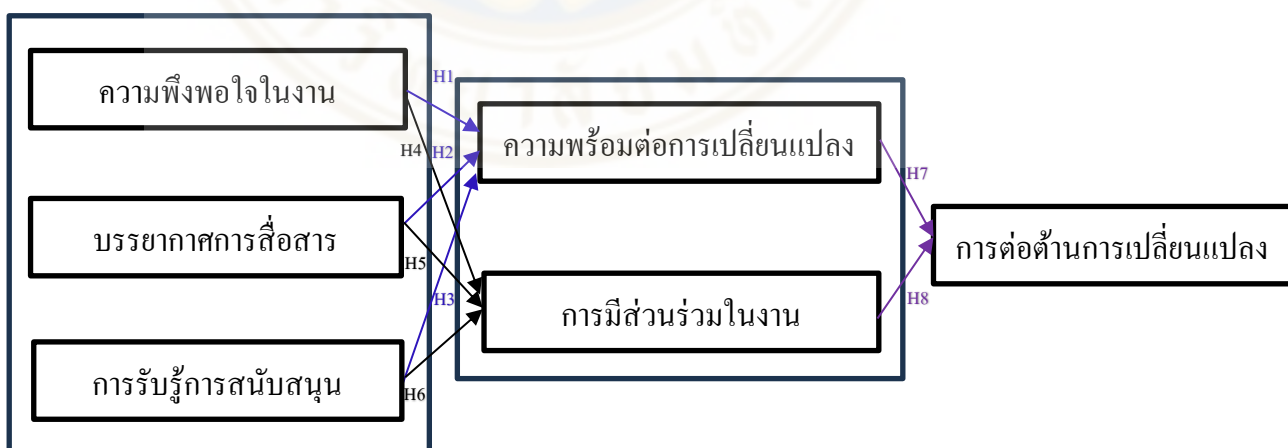 ความพึงพอใจในงาน
บรรยากาศการสื่อสาร
การรับรู้การสนับสนุน
H1
H4
H2
H5
H3
H6
ความพร้อมต่อการเปลี่ยนแปลง
การมีส่วนร่วมในงาน
H7
H8
การต่อต้านการเปลี่ยนแปลง